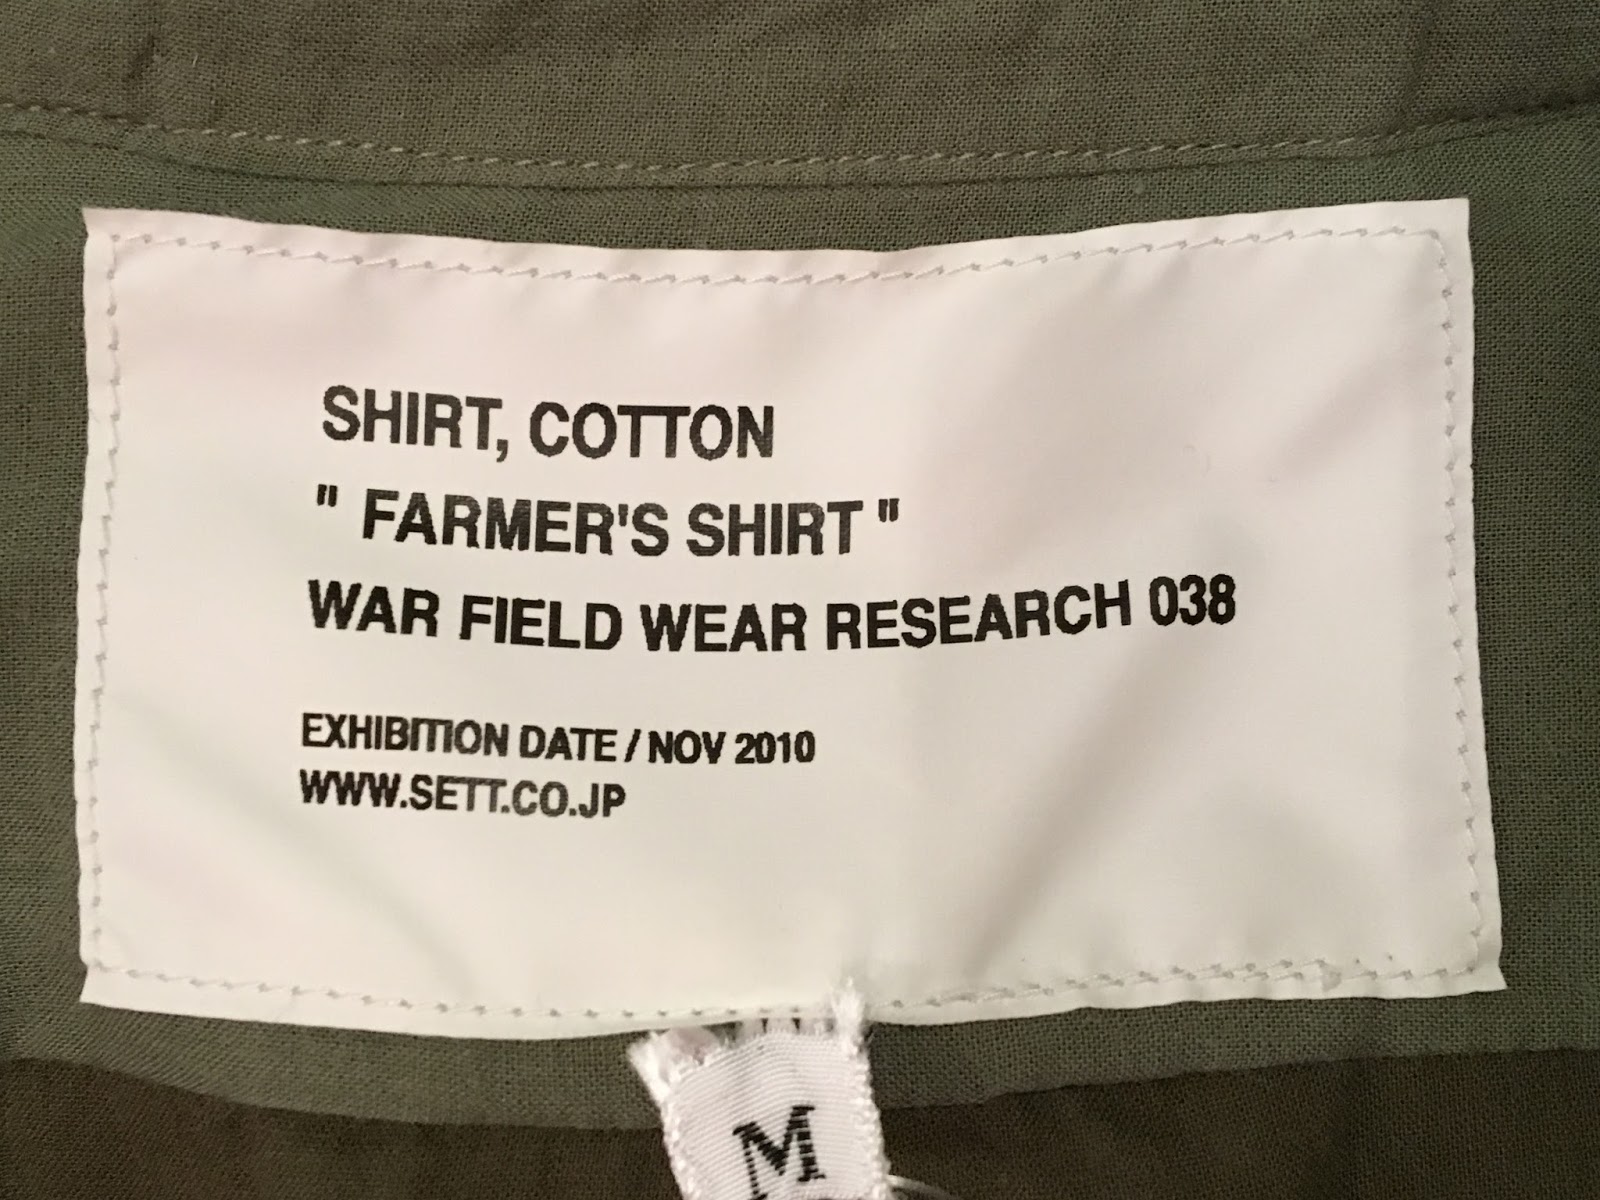 SHIRT, COTTON
" FARMER'S SHIRT "
WAR FIELD WEAR RESEARCH 038
EXHIBITION DATE / NOV 2010
WWW.SETT.CO.JP
M